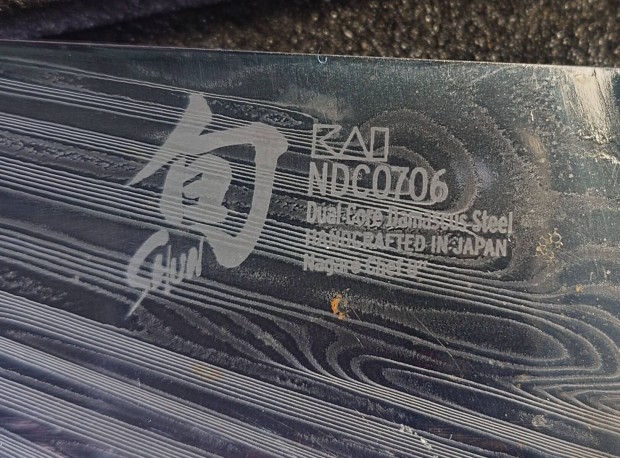 旬
SHUN
KAI
NDC0706
Dual Core Damascus Steel
HANDCRAFTED IN JAPAN
Nagare Chef 8"